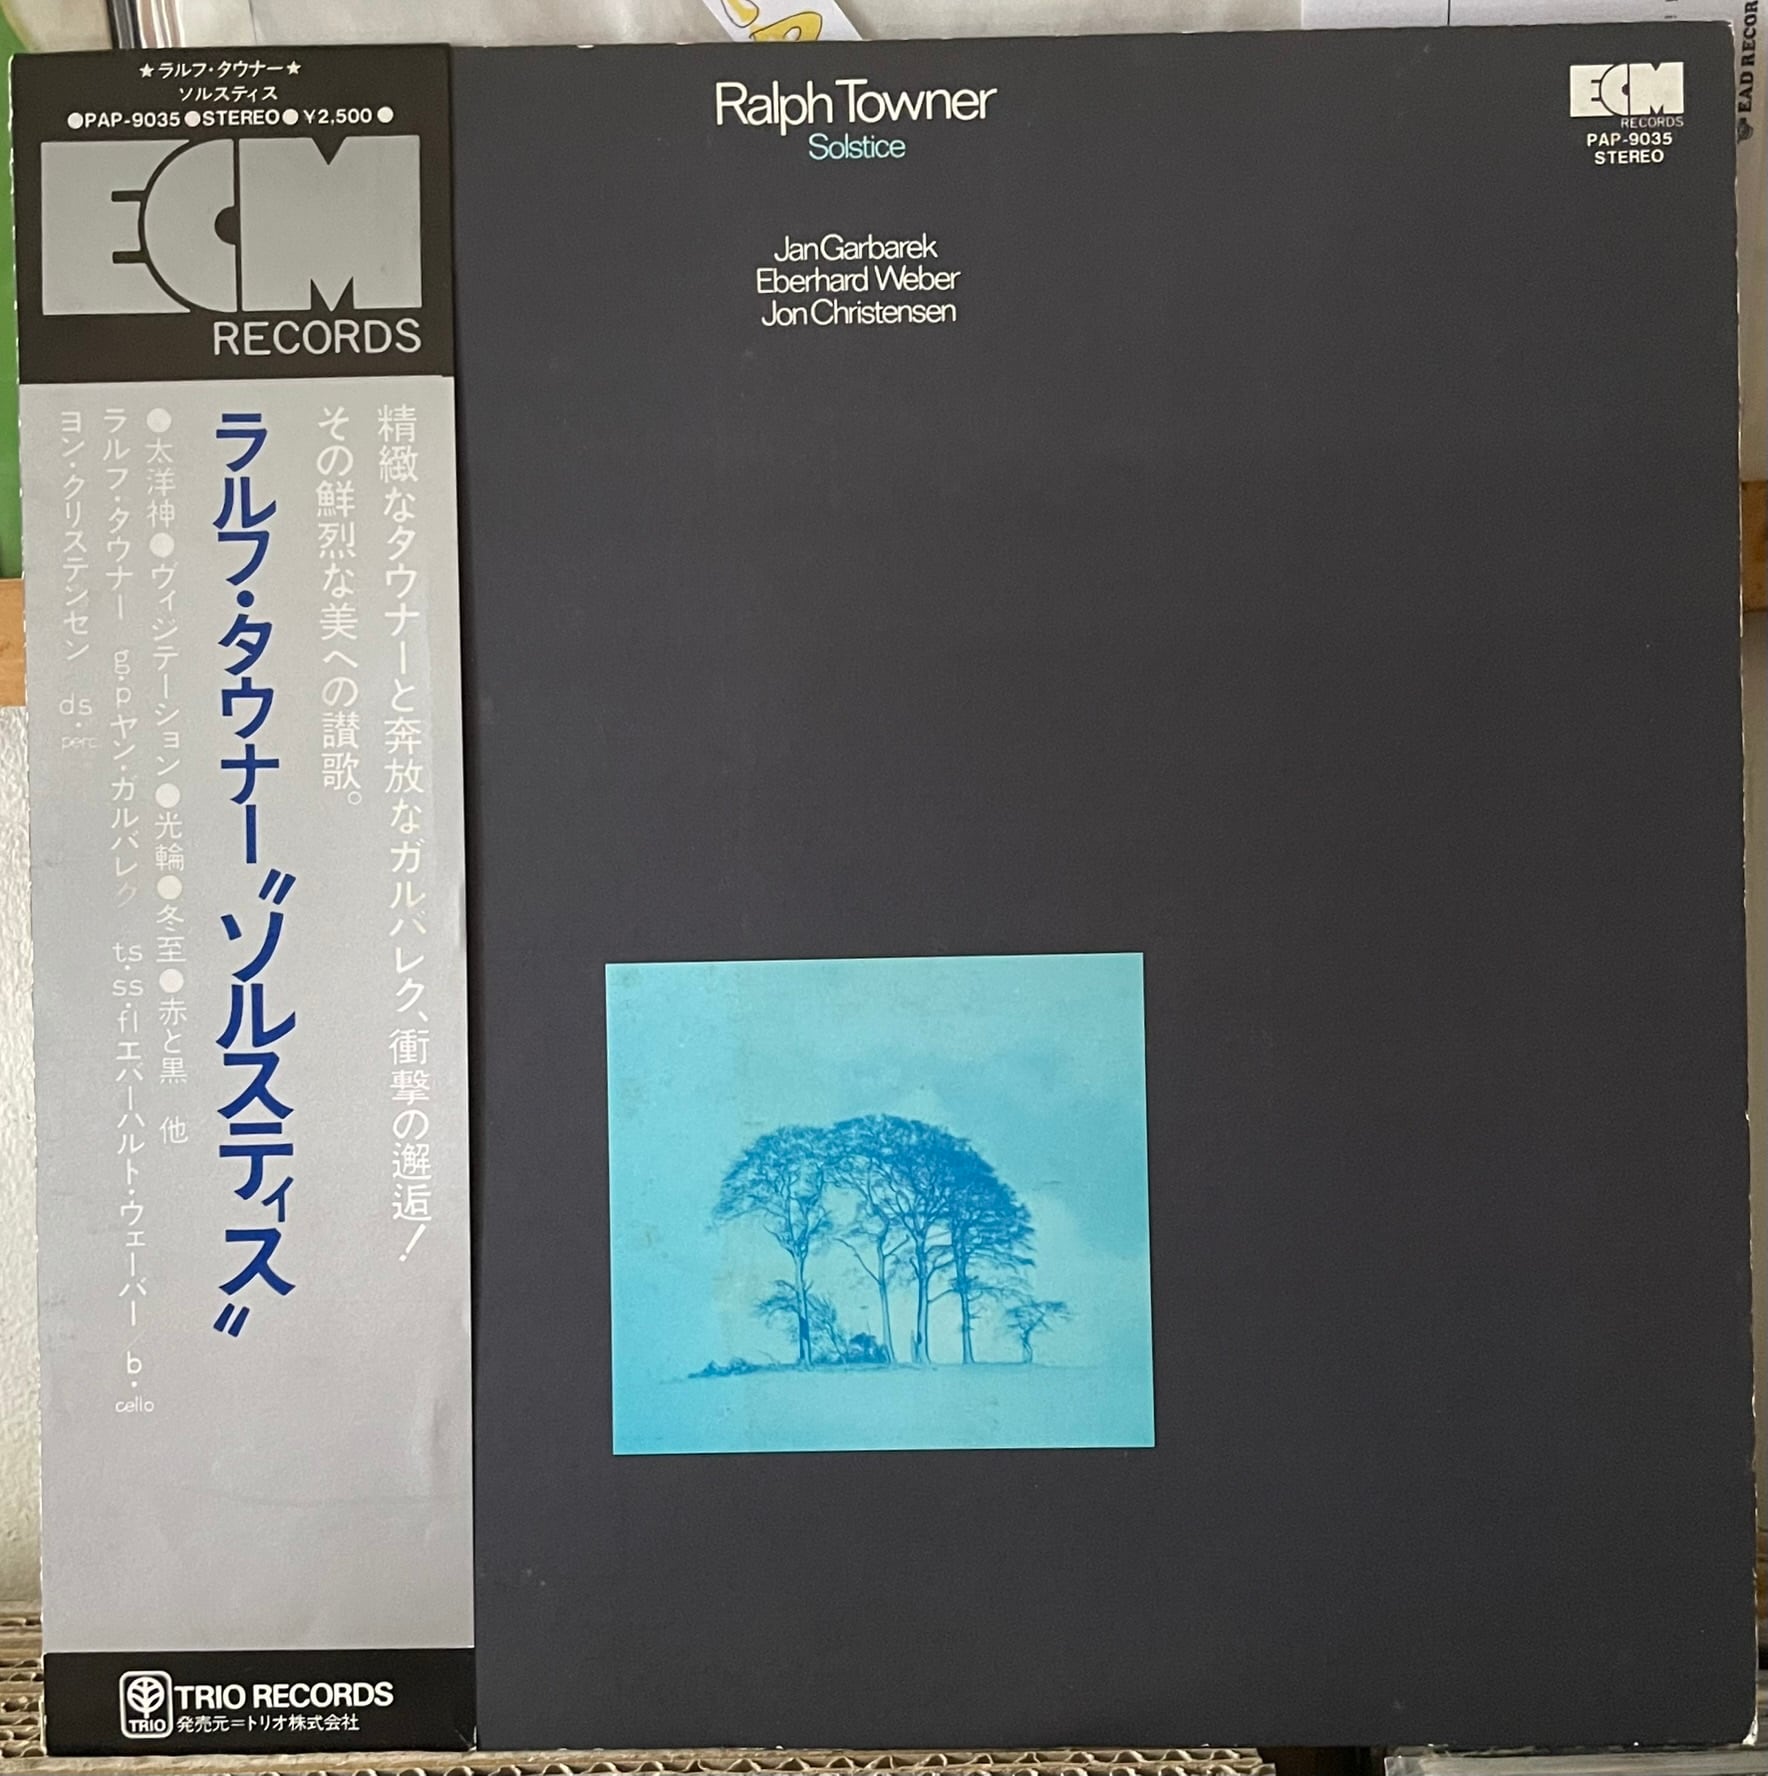 ★ラルフ・タウナー★
ソルスティス
●PAP-9035●STEREO●¥2,500●
ECM
RECORDS
精緻なタウナーと奔放なガルバレク、衝撃の邂逅！
その鮮烈な美への讃歌。
ラルフ・タウナー〝ソルスティス〟
●太洋神●ヴィジテーション●光輪●冬至●赤と黒 他
ラルフ・タウナー g・pヤン・ガルバレク ts・ss・flエバーハルト・ウェーバー b・cello
ヨン・クリステンセン ds・perc
TRIO
TRIO RECORDS
発売元=トリオ株式会社
Ralph Towner
Solstice
Jan Garbarek
Eberhard Weber
Jon Christensen
ECM
RECORDS
PAP-9035
STEREO
EAD RECOR